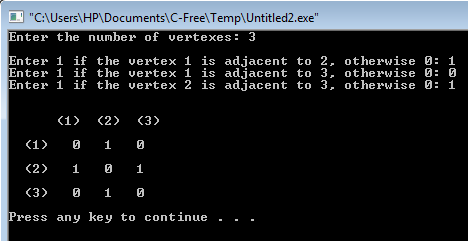 "C:\Users\HP\Documents\C-Free\Temp\Untitled2.exe"
Enter the number of vertexes: 3
Enter 1 if the vertex 1 is adjacent to 2, otherwise 0: 1
Enter 1 if the vertex 1 is adjacent to 3, otherwise 0: 0
Enter 1 if the vertex 2 is adjacent to 3, otherwise 0: 1
(1) (2) (3)
(1) 0 1 0
(2) 1 0 1
(3) 0 1 0
Press any key to continue . . .